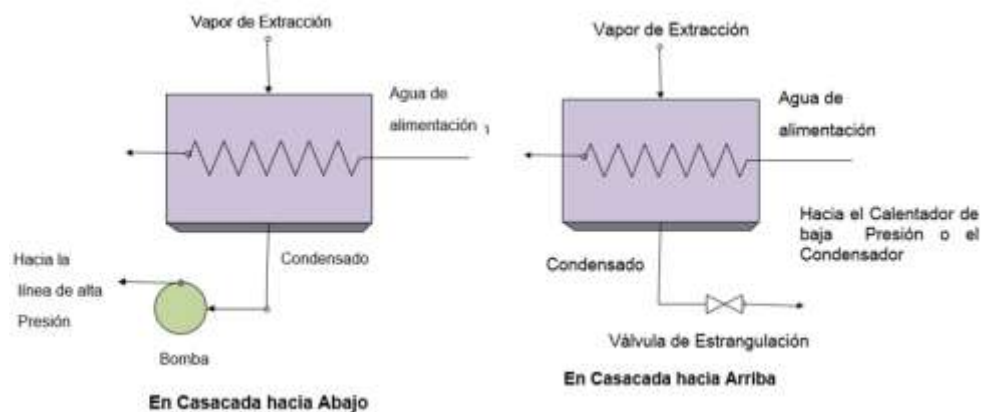 Vapor de Extracción
Agua de
alimentación
Condensado
Hacia la
línea de alta
Presión
Bomba
En Casacada hacia Abajo
Vapor de Extracción
Agua de
alimentación
Hacia el Calentador de
baja Presión o el
Condensador
Condensado
Válvula de Estrangulación
En Casacada hacia Arriba